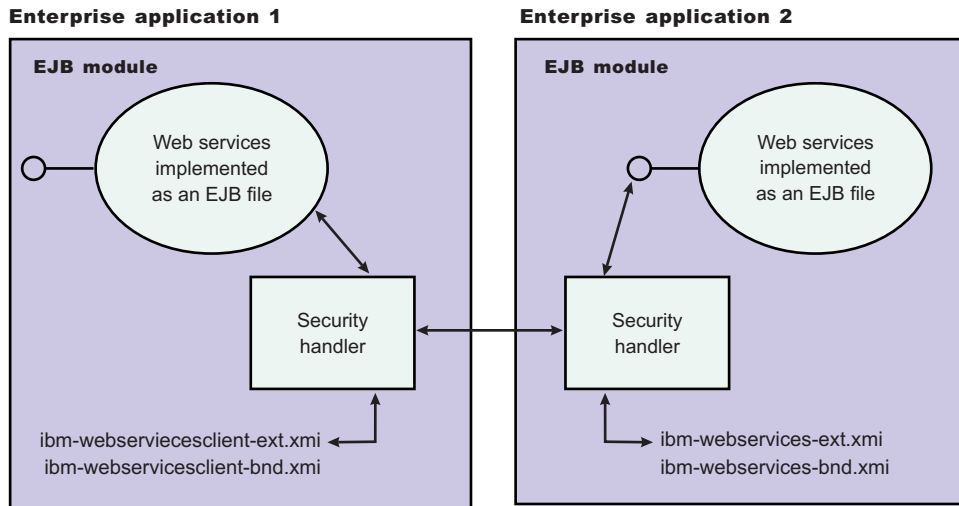 Enterprise application 1
EJB module
Web services
implemented
as an EJB file
Security
handler
ibm-webserviecesclient-ext.xmi
ibm-webservicesclient-bnd.xmi
Enterprise application 2
EJB module
Web services
implemented
as an EJB file
Security
handler
ibm-webservices-ext.xmi
ibm-webservices-bnd.xmi